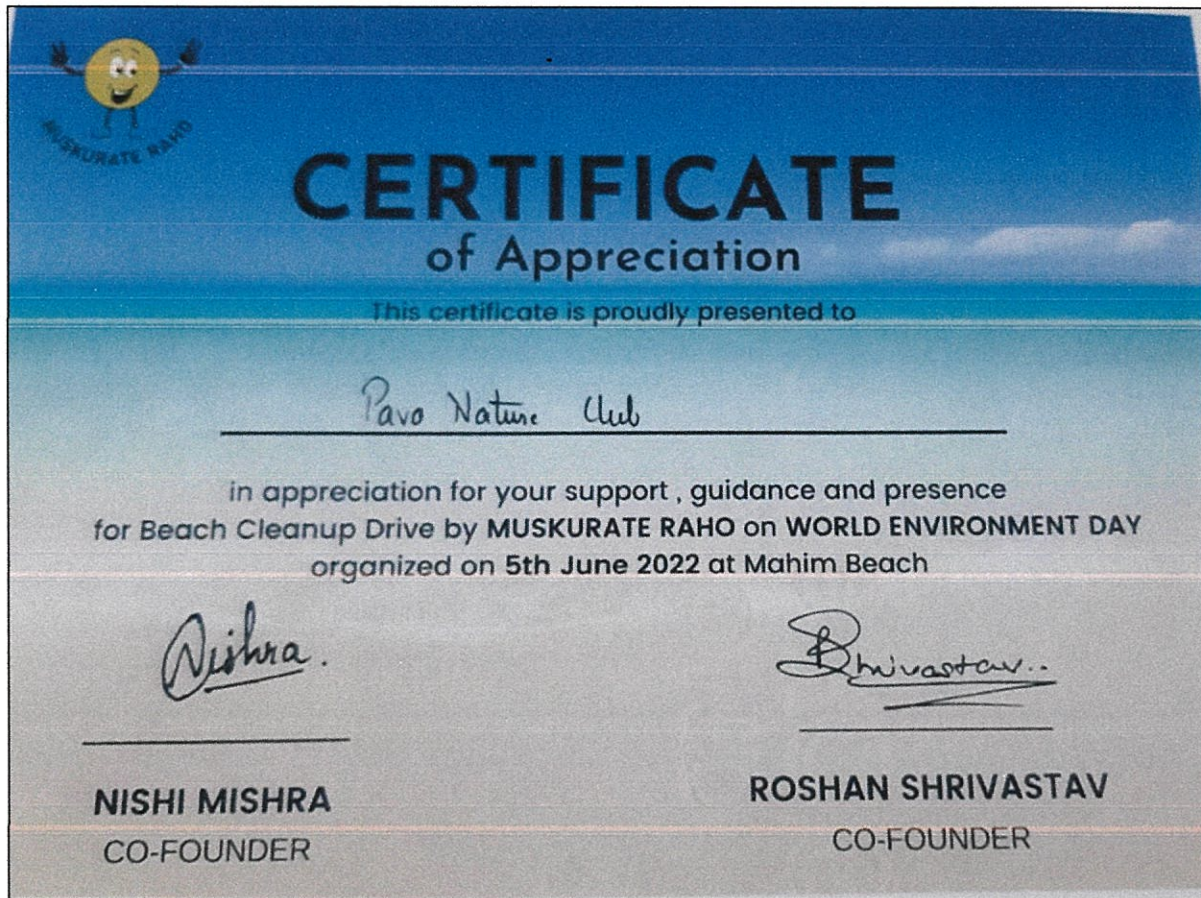 MUSKURATE RAHO
CERTIFICATE
of Appreciation
This certificate is proudly presented to
Pavo Nature Club
in appreciation for your support , guidance and presence
for Beach Cleanup Drive by MUSKURATE RAHO on WORLD ENVIRONMENT DAY
organized on 5th June 2022 at Mahim Beach
NMishra.
RShrivastav..
NISHI MISHRA
ROSHAN SHRIVASTAV
CO-FOUNDER
CO-FOUNDER